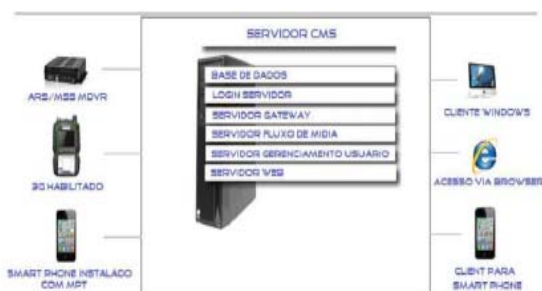 SERVIDOR CMS
BASE DE DADOS
LOGIN SERVIDOR
SERVIDOR GATEWAY
SERVIDOR FLUXO DE MIDIA
SERVIDOR GERENCIAMENTO USUÁRIO
SERVIDOR WEB
ARS/MSS MDVR
3G HABILITADO
SMART PHONE INSTALADO
COM MPT
CLIENTE WINDOWS
ACESSO VIA BROWSER
CLIENT PARA
SMART PHONE